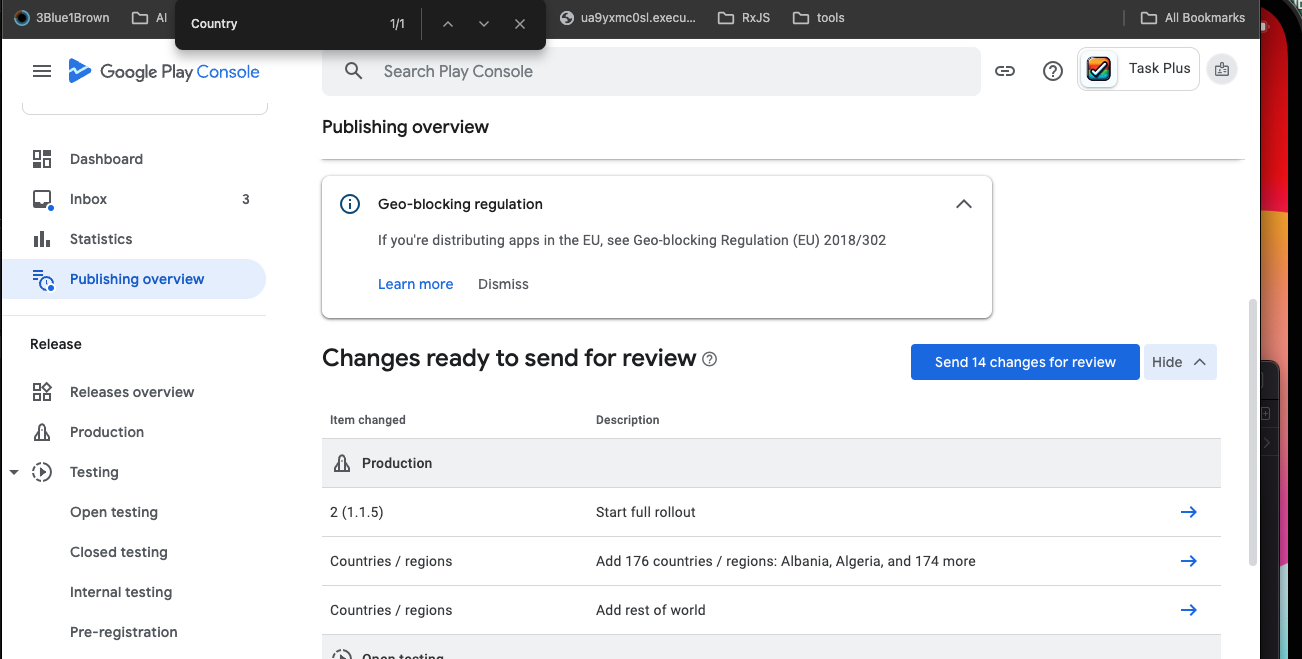 3Blue1Brown
AI
Country
1/1
ua9yxmc0sl.execu...
RxJS
tools
All Bookmarks
Google Play Console
Search Play Console
Task Plus
Publishing overview
Dashboard
Inbox 3
Statistics
Publishing overview
Release
Releases overview
Production
Testing
Open testing
Closed testing
Internal testing
Pre-registration
Geo-blocking regulation
If you're distributing apps in the EU, see Geo-blocking Regulation (EU) 2018/302
Learn more Dismiss
Changes ready to send for review
Send 14 changes for review Hide
Item changed Description
Production
2 (1.1.5) Start full rollout
Countries / regions Add 176 countries / regions: Albania, Algeria, and 174 more
Countries / regions Add rest of world
Open testing